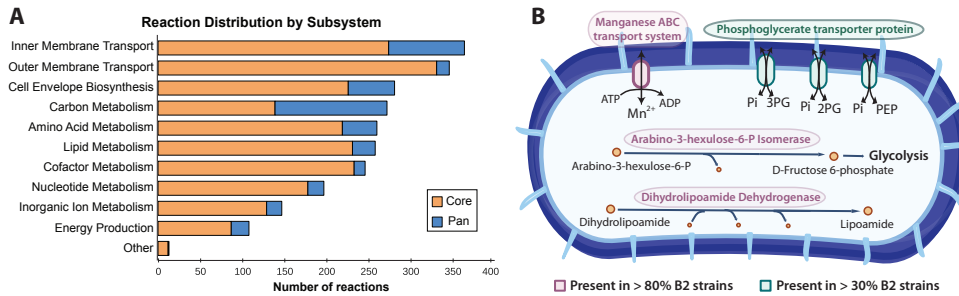 A
Reaction Distribution by Subsystem
Inner Membrane Transport
Outer Membrane Transport
Cell Envelope Biosynthesis
Carbon Metabolism
Amino Acid Metabolism
Lipid Metabolism
Cofactor Metabolism
Nucleotide Metabolism
Inorganic Ion Metabolism
Energy Production
Other
Core
Pan
0 50 100 150 200 250 300 350 400
Number of reactions
B
Manganese ABC
transport system
Phosphoglycerate transporter protein
ATP
ADP
Mn2+
Pi 3PG
Pi
2PG
Pi
PEP
Arabino-3-hexulose-6-P Isomerase
Arabino-3-hexulose-6-P
D-Fructose 6-phosphate
Glycolysis
Dihydrolipoamide Dehydrogenase
Dihydrolipoamide
Lipoamide
Present in > 80% B2 strains
Present in > 30% B2 strains